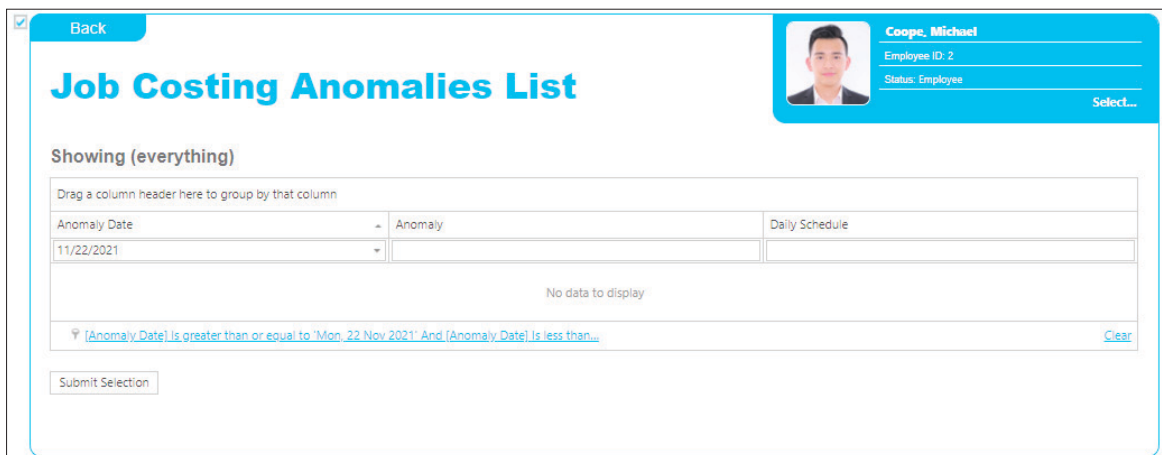 Back
Coope, Michael
Employee ID: 2
Status: Employee
Select...
Job Costing Anomalies List
Showing (everything)
Drag a column header here to group by that column
Anomaly Date Anomaly Daily Schedule
11/22/2021
No data to display
[Anomaly Date] Is greater than or equal to 'Mon, 22 Nov 2021' And [Anomaly Date] Is less than... Clear
Submit Selection